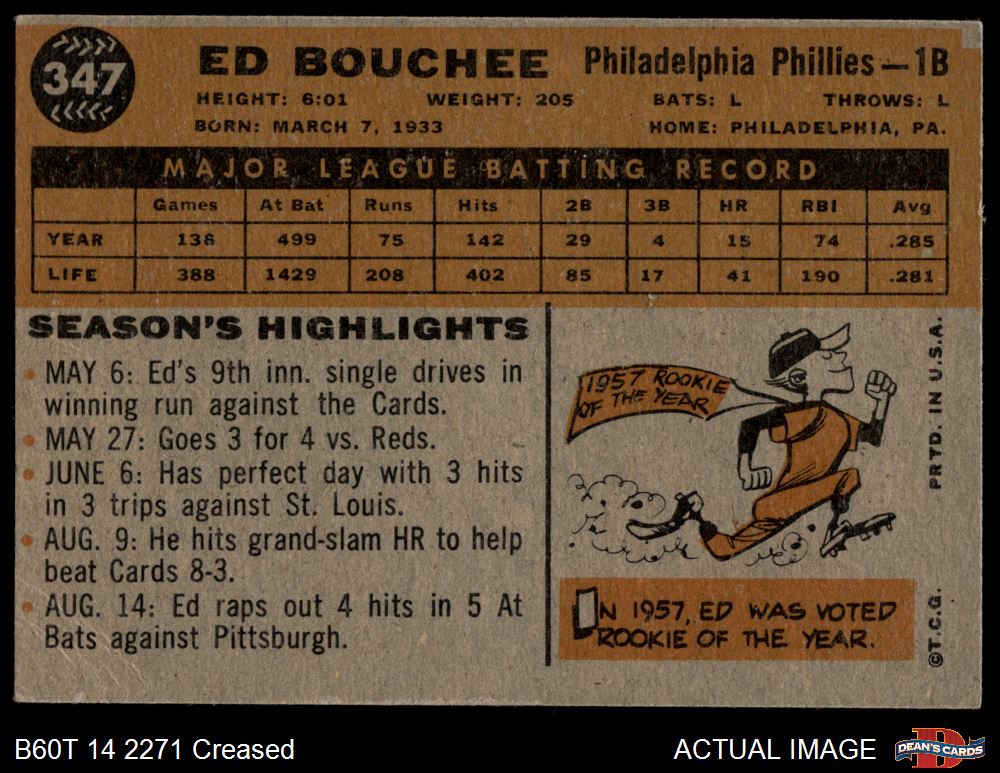 347
ED BOUCHEE Philadelphia Phillies—1B
HEIGHT: 6:01 WEIGHT: 205 BATS: L THROWS: L
BORN: MARCH 7, 1933 HOME: PHILADELPHIA, PA.
MAJOR LEAGUE BATTING RECORD
Games At Bat Runs Hits 2B 3B HR RBI Avg
YEAR 136 499 75 142 29 4 15 74 .285
LIFE 388 1429 208 402 85 17 41 190 .281
SEASON'S HIGHLIGHTS
• MAY 6: Ed's 9th inn. single drives in
winning run against the Cards.
• MAY 27: Goes 3 for 4 vs. Reds.
• JUNE 6: Has perfect day with 3 hits
in 3 trips against St. Louis.
• AUG. 9: He hits grand-slam HR to help
beat Cards 8-3.
• AUG. 14: Ed raps out 4 hits in 5 At
Bats against Pittsburgh.
1957 ROOKIE
OF THE YEAR
IN 1957, ED WAS VOTED
ROOKIE OF THE YEAR.
©T.C.G. PRTD. IN U.S.A.
B60T 14 2271 Creased ACTUAL IMAGE DEAN'S CARDS